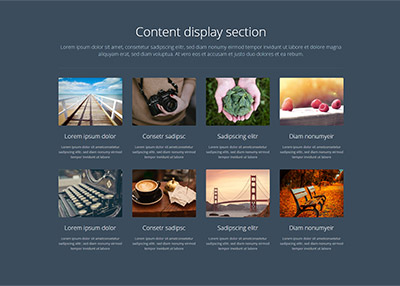 Content display section
Lorem ipsum dolor sit amet, consetetur sadipscing elitr, sed diam nonumy eirmod tempor invidunt ut labore et dolore magna aliquyam erat, sed
diam voluptua. At vero eos et accusam et justo duo dolores et ea rebum.
Lorem ipsum dolor
Lorem ipsum dolor sit amet, consetetur
sadipscing elitr, sed diam nonumy eirmod
tempor invidunt ut labore
Consetr sadipsc
Lorem ipsum dolor sit amet, consetetur
sadipscing elitr, sed diam nonumy eirmod
tempor invidunt ut labore
Sadipscing elitr
Lorem ipsum dolor sit amet, consetetur
sadipscing elitr, sed diam nonumy eirmod
tempor invidunt ut labore
Diam nonumyeir
Lorem ipsum dolor sit amet, consetetur
sadipscing elitr, sed diam nonumy eirmod
tempor invidunt ut labore
Lorem ipsum dolor
Lorem ipsum dolor sit amet, consetetur
sadipscing elitr, sed diam nonumy eirmod
tempor invidunt ut labore
Consetr sadipsc
Lorem ipsum dolor sit amet, consetetur
sadipscing elitr, sed diam nonumy eirmod
tempor invidunt ut labore
Sadipscing elitr
Lorem ipsum dolor sit amet, consetetur
sadipscing elitr, sed diam nonumy eirmod
tempor invidunt ut labore
Diam nonumyeir
Lorem ipsum dolor sit amet, consetetur
sadipscing elitr, sed diam nonumy eirmod
tempor invidunt ut labore